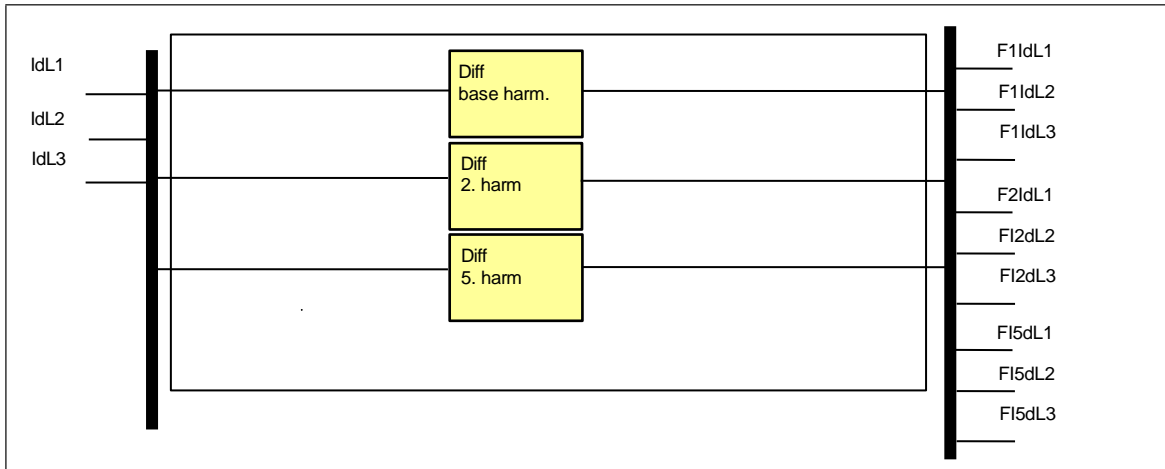 IdL1
IdL2
IdL3
Diff
base harm.
Diff
2. harm
Diff
5. harm
.
F1IdL1
F1IdL2
F1IdL3
F2IdL1
FI2dL2
FI2dL3
FI5dL1
FI5dL2
FI5dL3